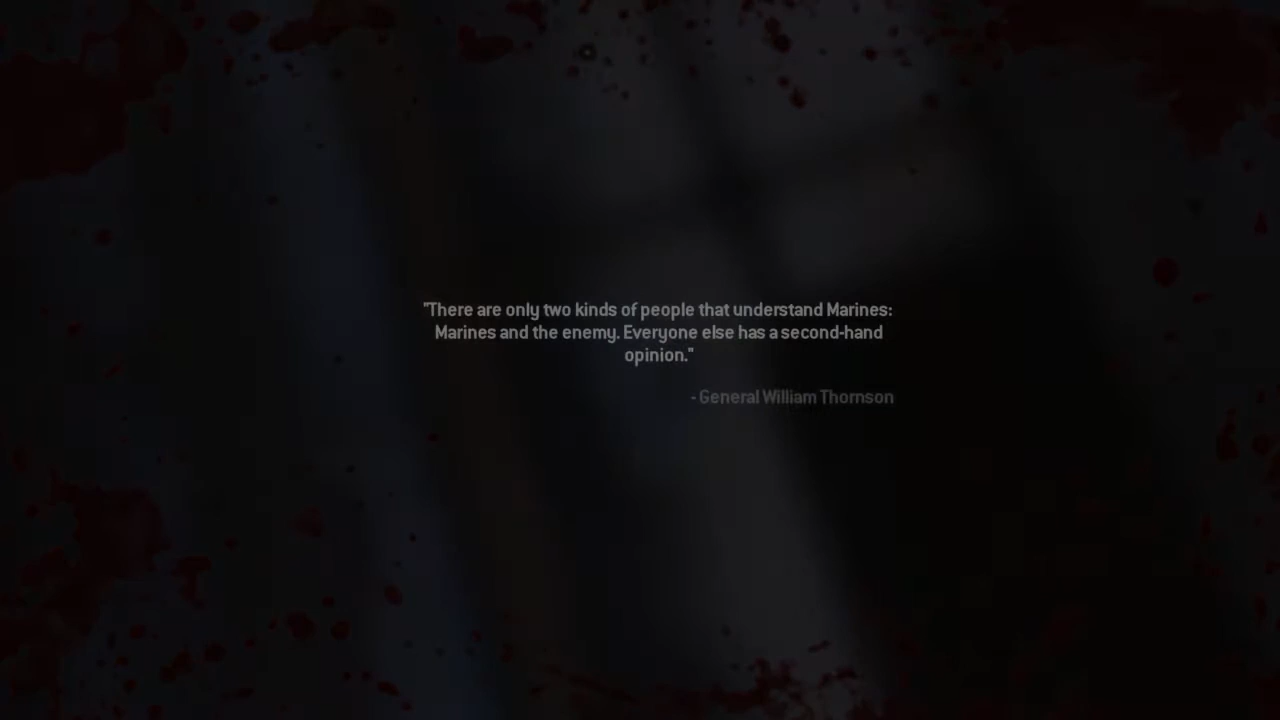 "There are only two kinds of people that understand Marines:
Marines and the enemy. Everyone else has a second-hand
opinion."
- General William Thornson